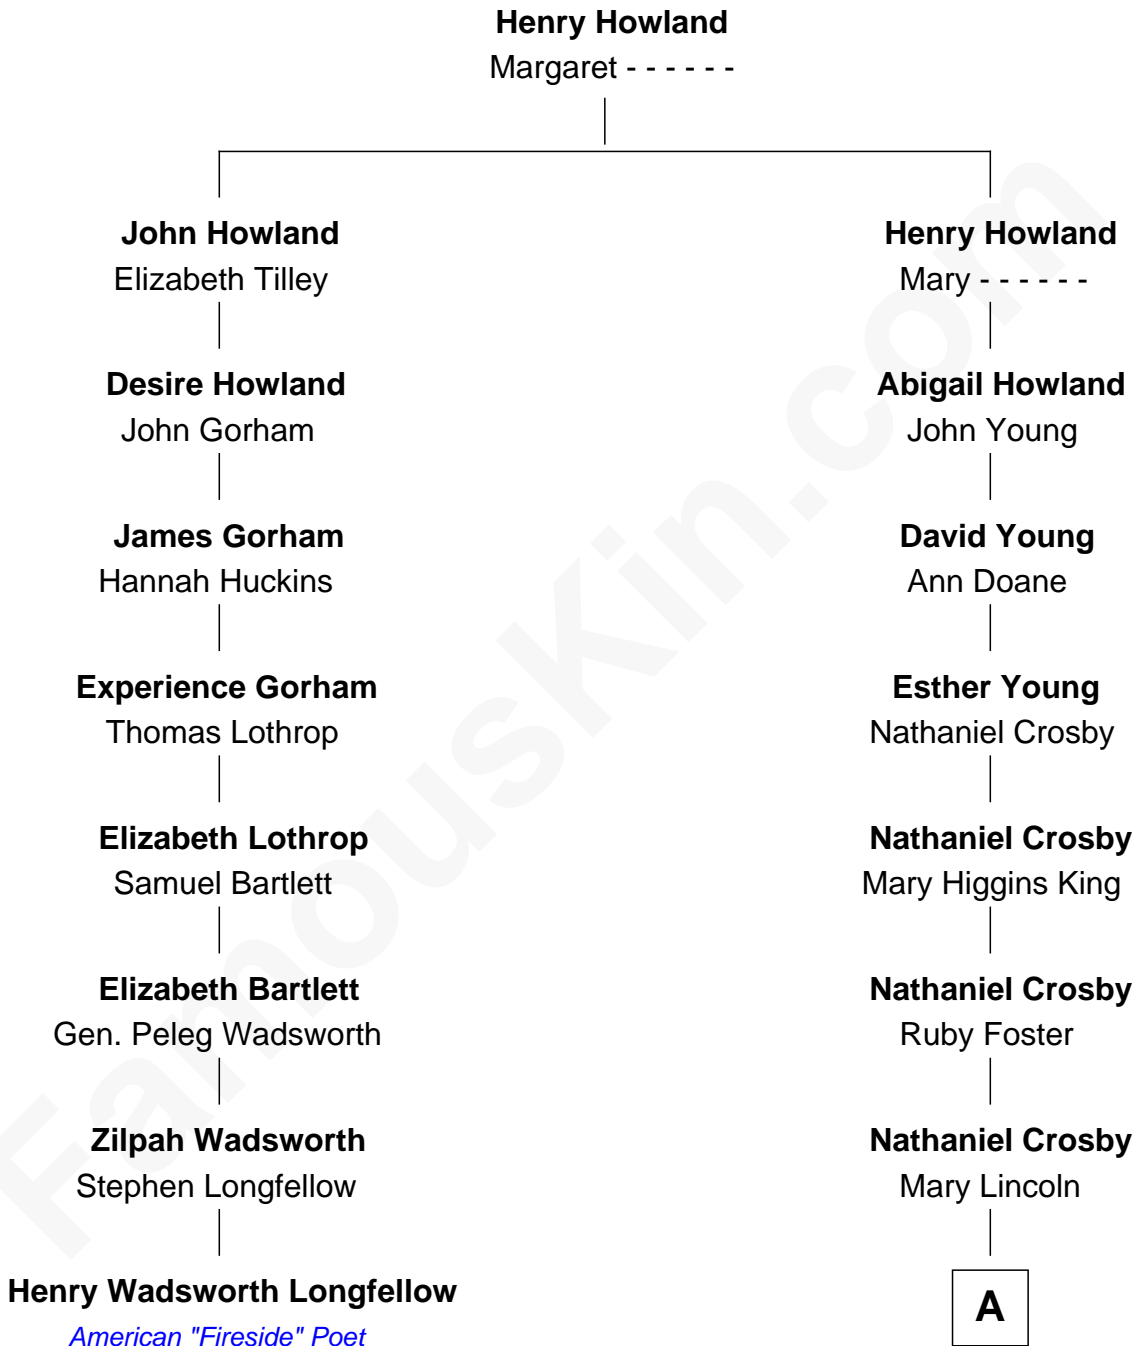 Henry Howland
Margaret - - - - - -
John Howland
Elizabeth Tilley
Henry Howland
Mary - - - - - -
Desire Howland
John Gorham
Abigail Howland
John Young
James Gorham
Hannah Huckins
David Young
Ann Doane
Experience Gorham
Thomas Lothrop
Esther Young
Nathaniel Crosby
Elizabeth Lothrop
Samuel Bartlett
Nathaniel Crosby
Mary Higgins King
Elizabeth Bartlett
Gen. Peleg Wadsworth
Nathaniel Crosby
Ruby Foster
Zilpah Wadsworth
Stephen Longfellow
Nathaniel Crosby
Mary Lincoln
Henry Wadsworth Longfellow
American "Fireside" Poet
A
FamousKin.com